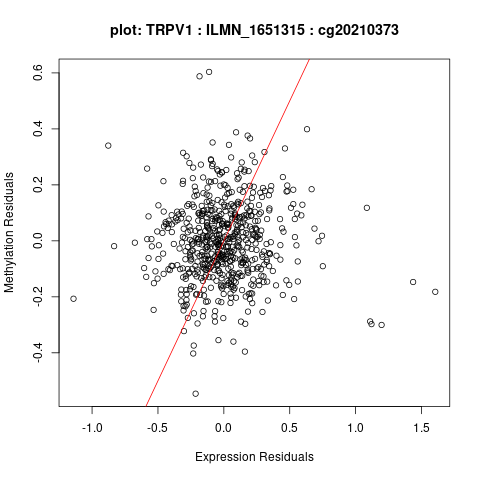 plot: TRPV1 : ILMN_1651315 : cg20210373
Methylation Residuals
0.6
0.4
0.2
0.0
-0.2
-0.4
-1.0 -0.5 0.0 0.5 1.0 1.5
Expression Residuals